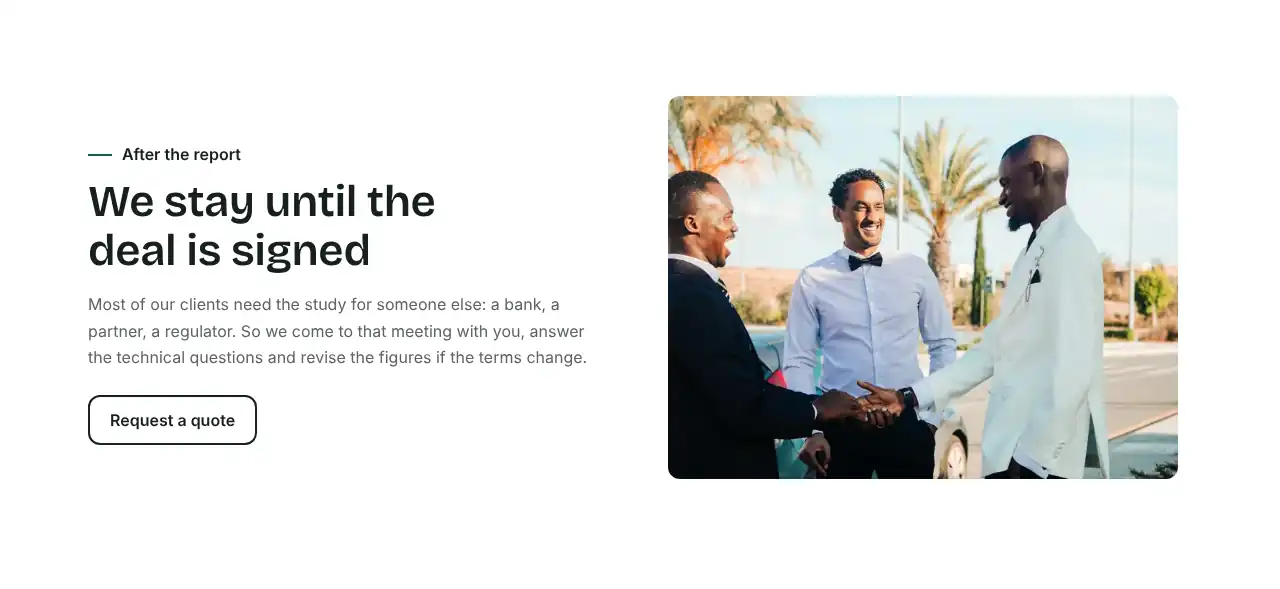 After the report
We stay until the
deal is signed
Most of our clients need the study for someone else: a bank, a
partner, a regulator. So we come to that meeting with you, answer
the technical questions and revise the figures if the terms change.
Request a quote